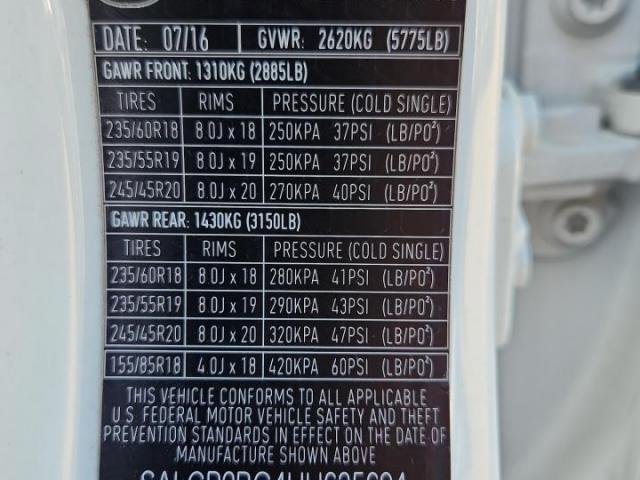 DATE: 07/16 GVWR: 2620KG (5775LB)
GAWR FRONT: 1310KG (2885LB)
TIRES RIMS PRESSURE (COLD SINGLE)
235/60R18 8.0J x 18 250KPA 37PSI (LB/PO²)
235/55R19 8.0J x 19 250KPA 37PSI (LB/PO²)
245/45R20 8.0J x 20 270KPA 40PSI (LB/PO²)
GAWR REAR: 1430KG (3150LB)
TIRES RIMS PRESSURE (COLD SINGLE)
235/60R18 8.0J x 18 280KPA 41PSI (LB/PO²)
235/55R19 8.0J x 19 290KPA 43PSI (LB/PO²)
245/45R20 8.0J x 20 320KPA 47PSI (LB/PO²)
155/85R18 4.0J x 18 420KPA 60PSI (LB/PO²)
THIS VEHICLE CONFORMS TO ALL APPLICABLE
U.S. FEDERAL MOTOR VEHICLE SAFETY AND THEFT
PREVENTION STANDARDS IN EFFECT ON THE DATE
OF MANUFACTURE SHOWN ABOVE.